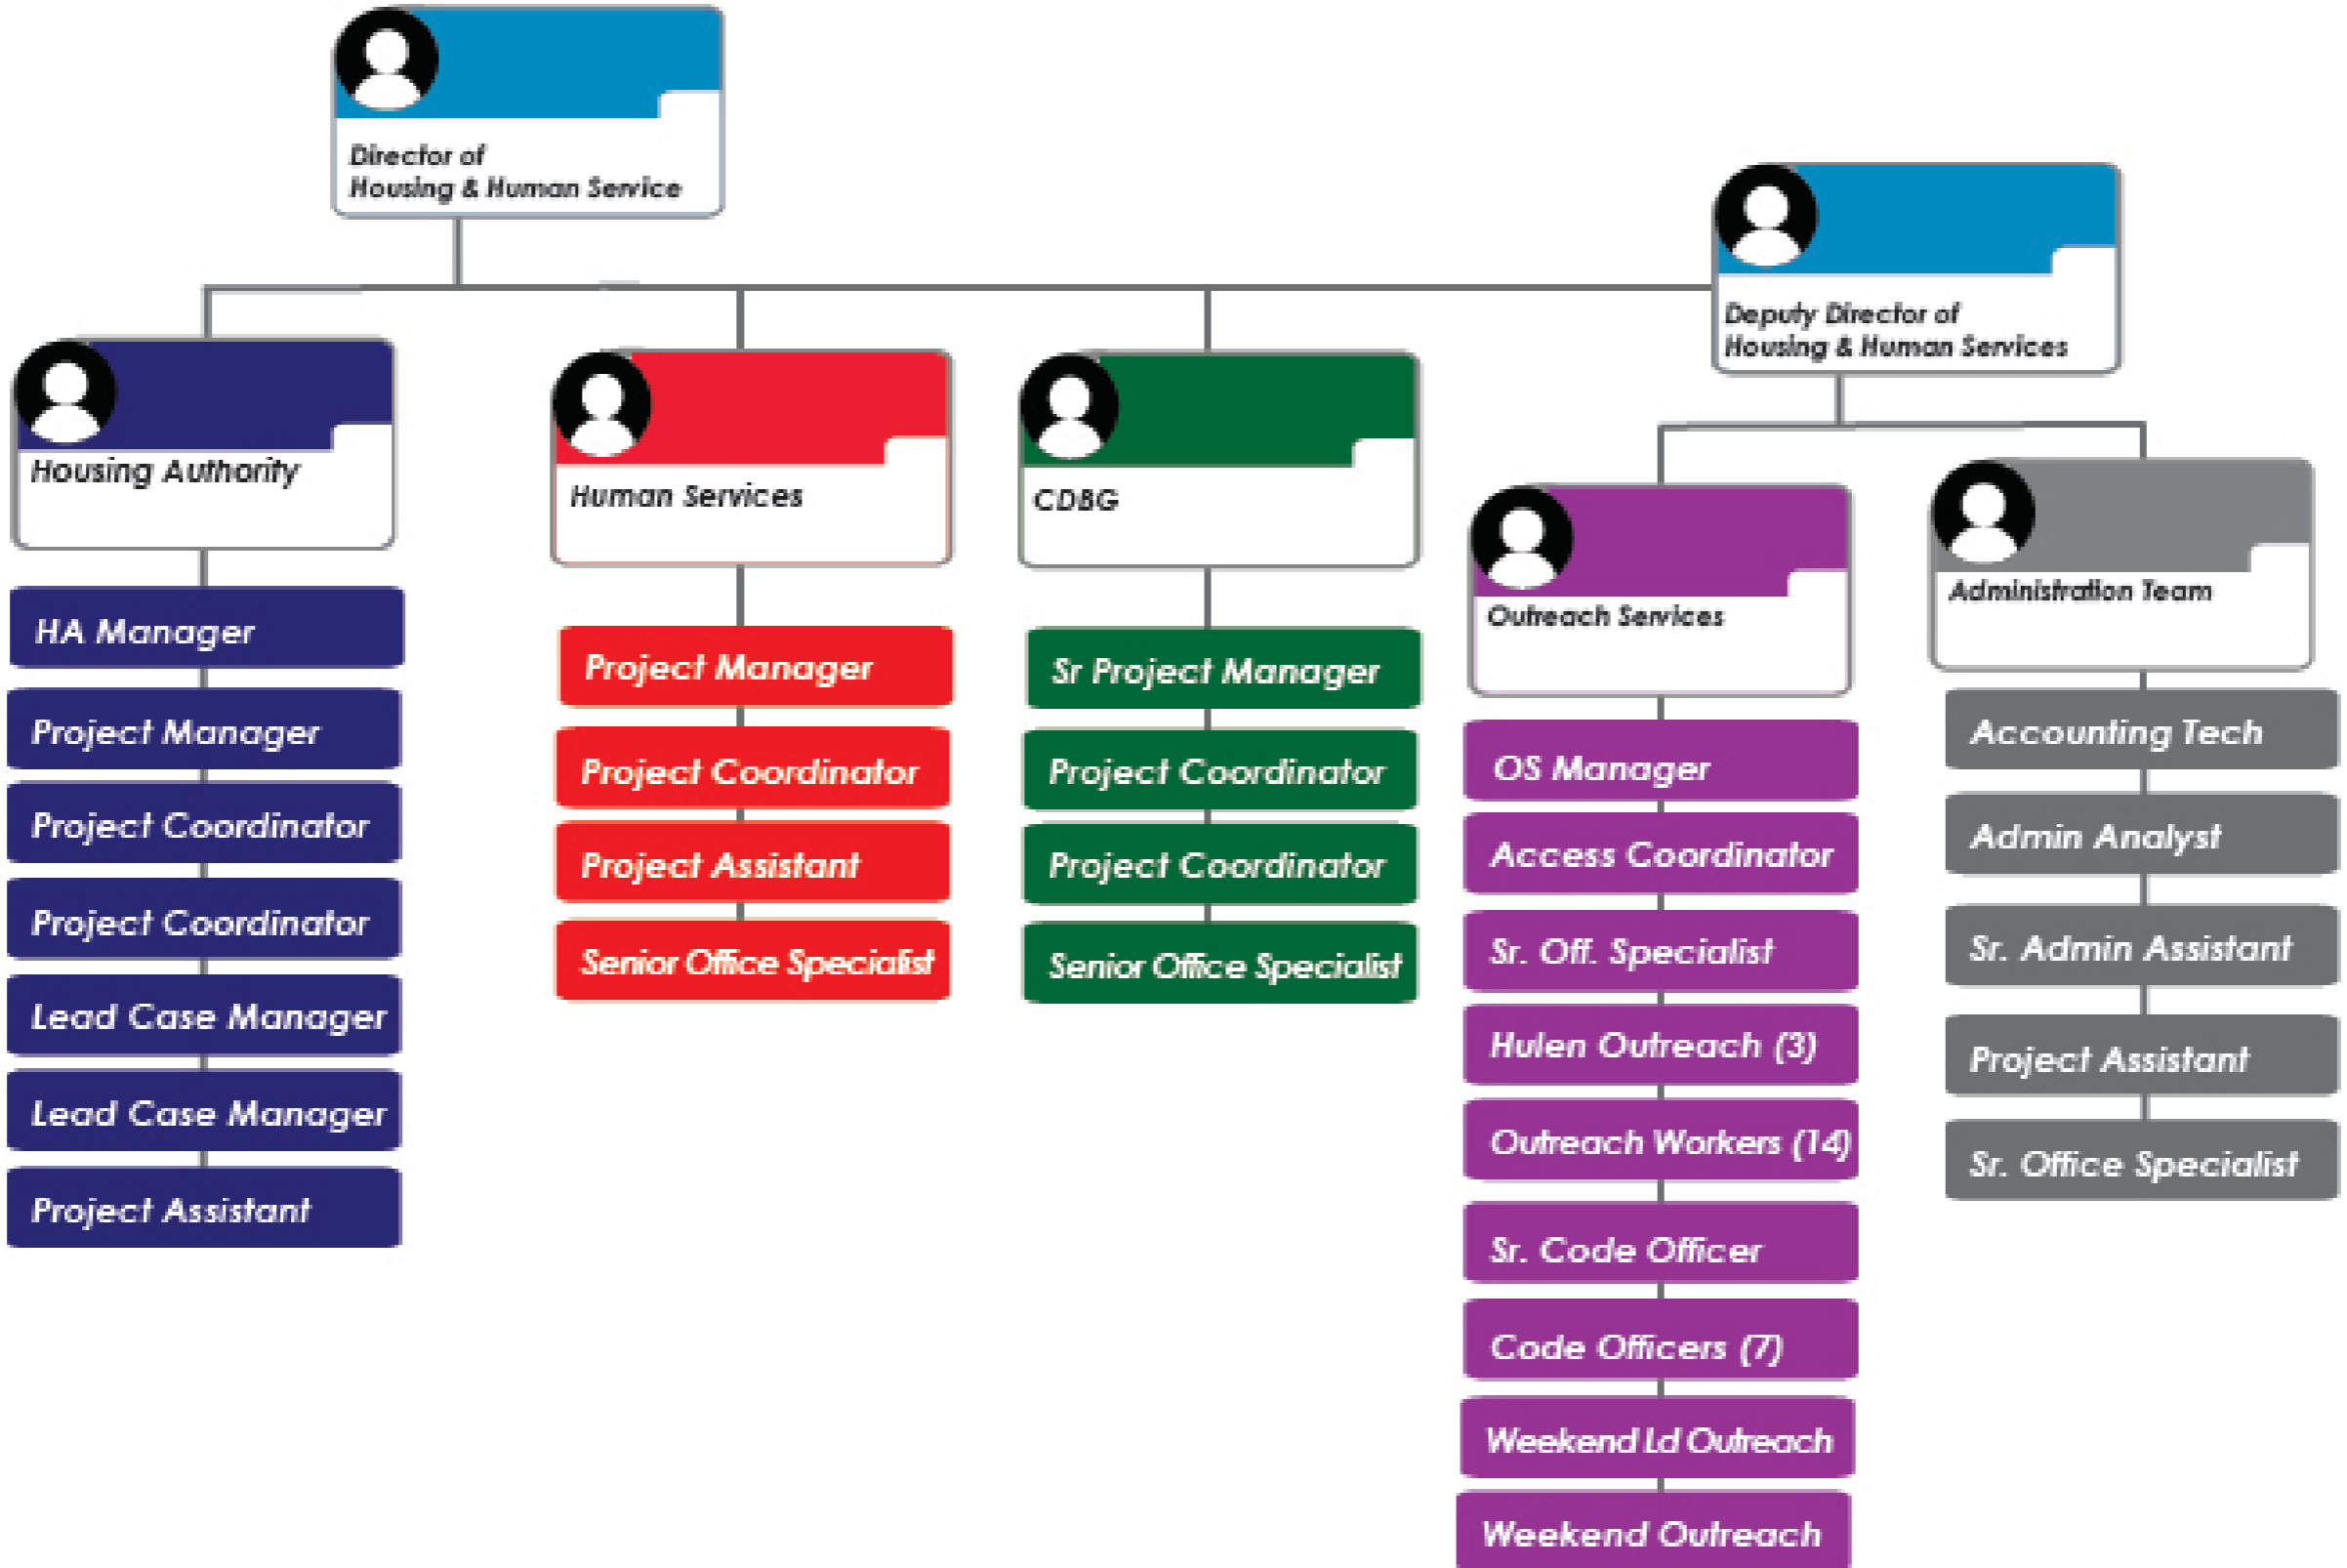 Director of
Housing & Human Service
Deputy Director of
Housing & Human Services
Housing Authority
HA Manager
Project Manager
Project Coordinator
Project Coordinator
Lead Case Manager
Lead Case Manager
Project Assistant
Human Services
Project Manager
Project Coordinator
Project Assistant
Senior Office Specialist
CDBG
Sr Project Manager
Project Coordinator
Project Coordinator
Senior Office Specialist
Outreach Services
OS Manager
Access Coordinator
Sr. Off. Specialist
Hulen Outreach (3)
Outreach Workers (14)
Sr. Code Officer
Code Officers (7)
Weekend Ld Outreach
Weekend Outreach
Administration Team
Accounting Tech
Admin Analyst
Sr. Admin Assistant
Project Assistant
Sr. Office Specialist